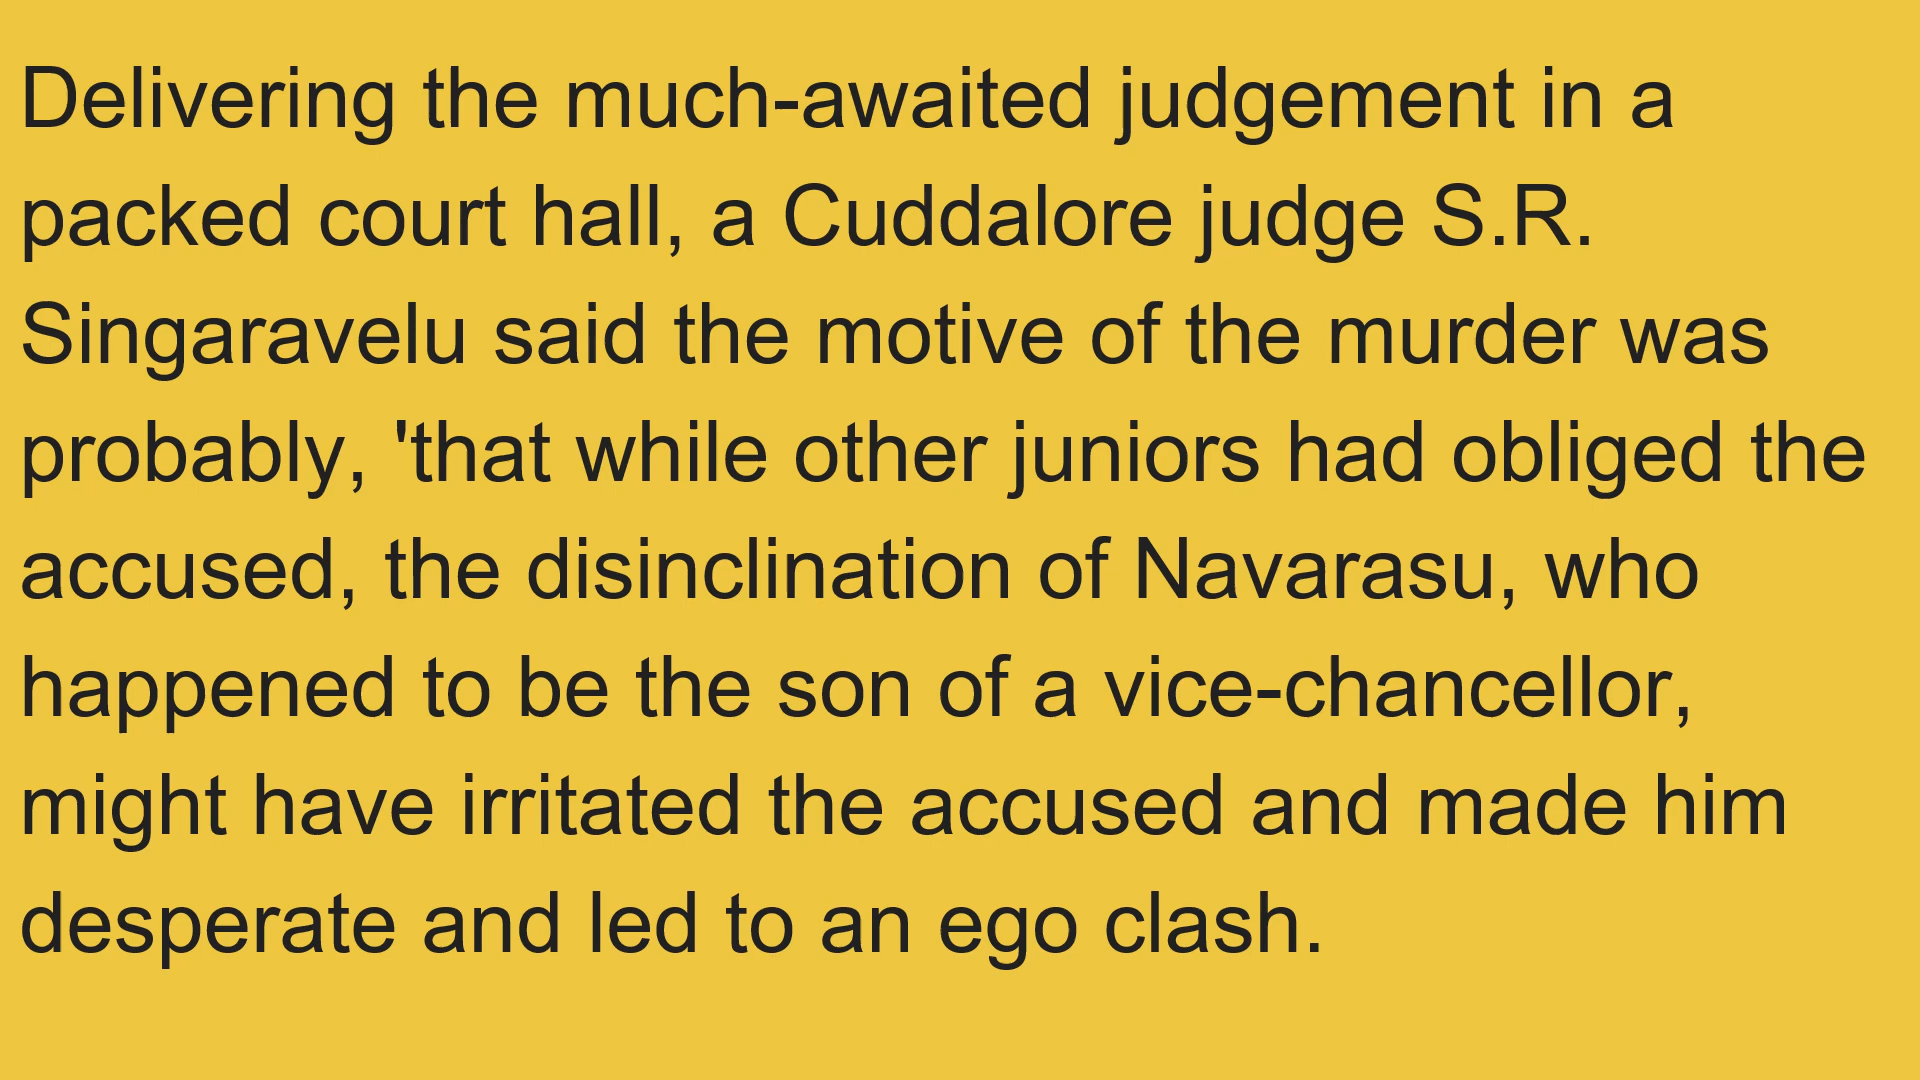 Delivering the much-awaited judgement in a
packed court hall, a Cuddalore judge S.R.
Singaravelu said the motive of the murder was
probably, 'that while other juniors had obliged the
accused, the disinclination of Navarasu, who
happened to be the son of a vice-chancellor,
might have irritated the accused and made him
desperate and led to an ego clash.